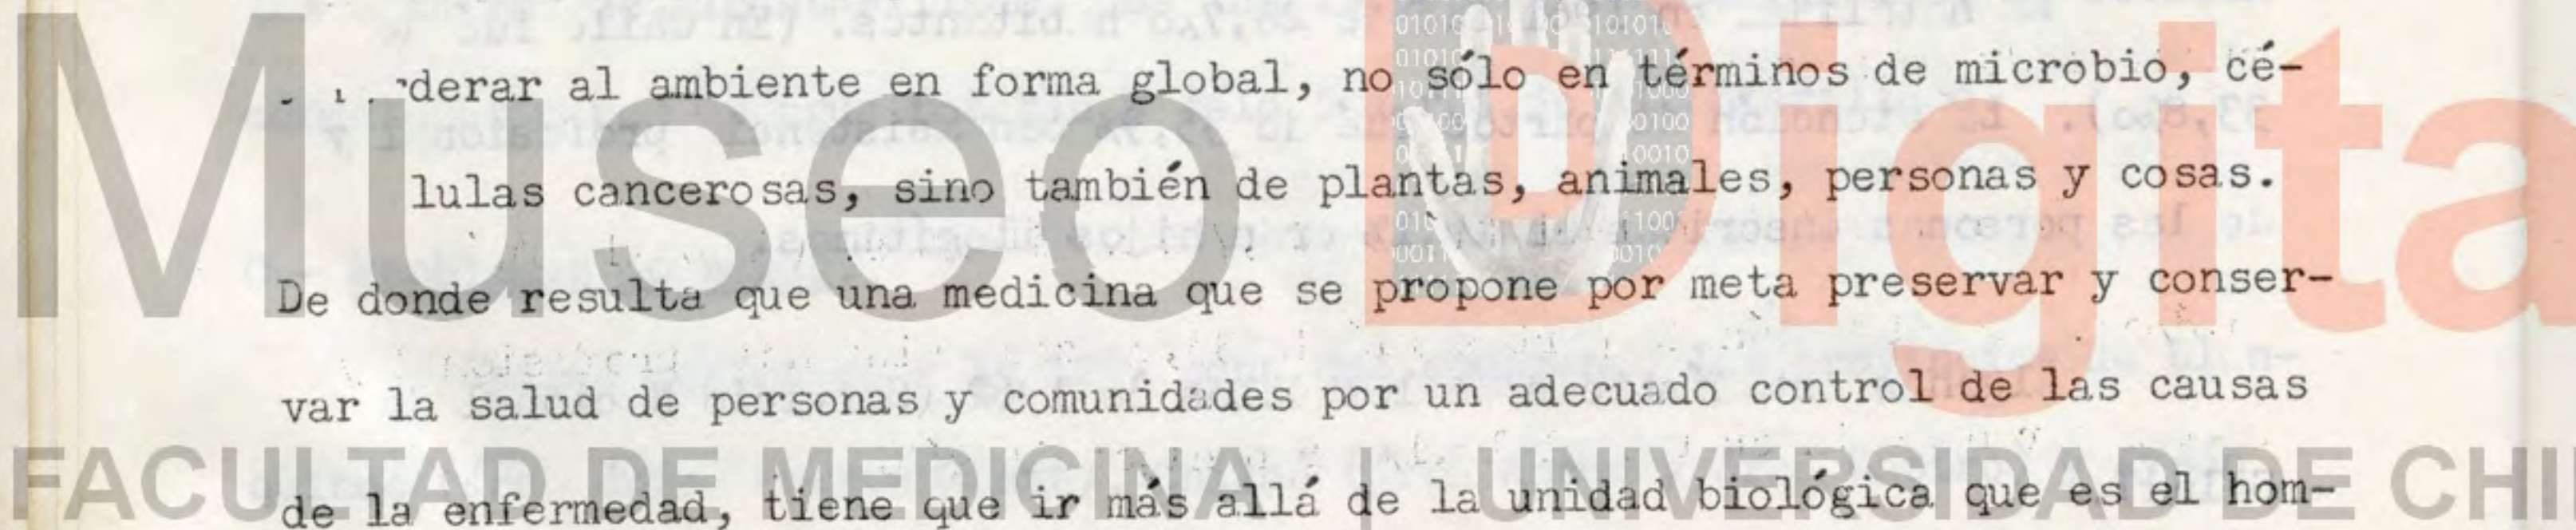 derar al ambiente en forma global, no sólo en términos de microbio, cé-
lulas cancerosas, sino también de plantas, animales, personas y cosas.
De donde resulta que una medicina que se propone por meta preservar y conser-
var la salud de personas y comunidades por un adecuado control de las causas
de la enfermedad, tiene que ir más allá de la unidad biológica que es el hom-
Museo Digita
FACULTAD DE MEDICINA | UNIVERSIDAD DE CHI